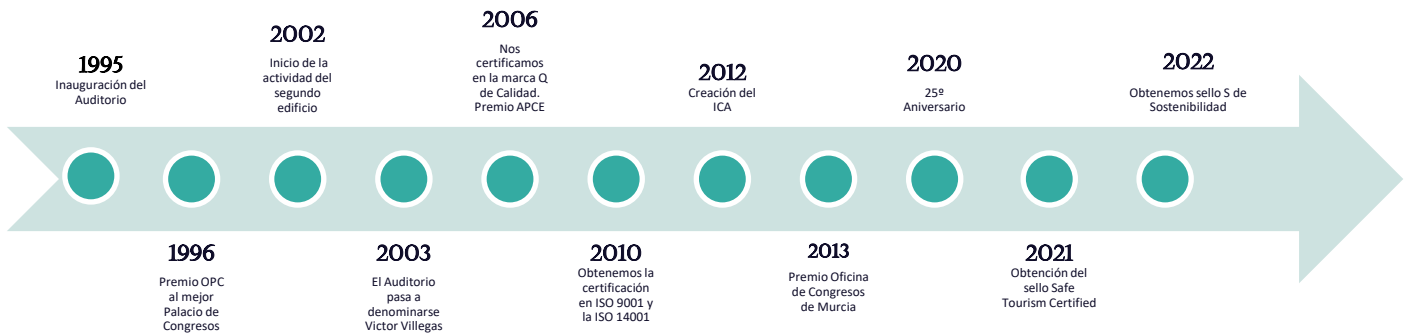 1995
Inauguración del
Auditorio
1996
Premio OPC
al mejor
Palacio de
Congresos
2002
Inicio de la
actividad del
segundo
edificio
2003
El Auditorio
pasa a
denominarse
Victor Villegas
2006
Nos
certificamos
en la marca Q
de Calidad.
Premio APCE
2010
Obtenemos la
certificación
en ISO 9001 y
la ISO 14001
2012
Creación del
ICA
2013
Premio Oficina
de Congresos
de Murcia
2020
25º
Aniversario
2021
Obtención del
sello Safe
Tourism Certified
2022
Obtenemos sello S de
Sostenibilidad